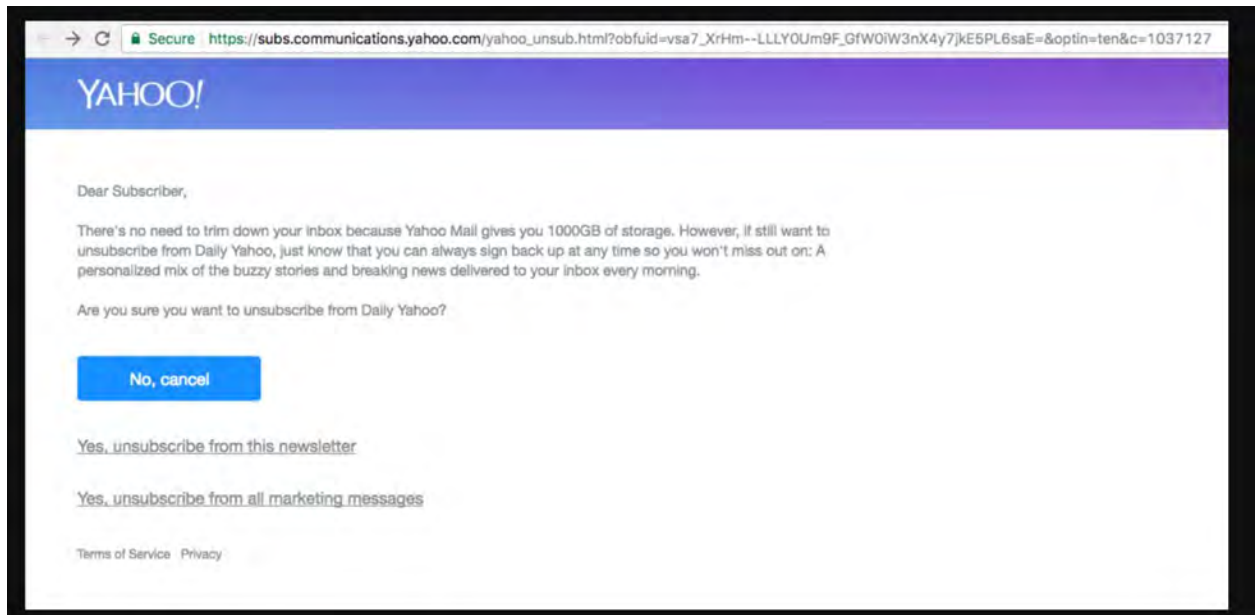 Secure https://subs.communications.yahoo.com/yahoo_unsub.html?obfuid=vsa7_XrHm--LLLY0Um9F_GfW0iW3nX4y7jkE5PL6saE=&optin=ten&c=1037127
YAHOO!
Dear Subscriber,
There's no need to trim down your inbox because Yahoo Mail gives you 1000GB of storage. However, if still want to
unsubscribe from Daily Yahoo, just know that you can always sign back up at any time so you won't miss out on: A
personalized mix of the buzzy stories and breaking news delivered to your inbox every morning.
Are you sure you want to unsubscribe from Daily Yahoo?
No, cancel
Yes, unsubscribe from this newsletter
Yes, unsubscribe from all marketing messages
Terms of Service Privacy